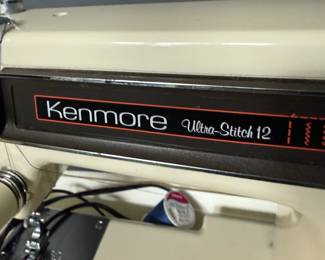 Kenmore Ultra-Stitch 12